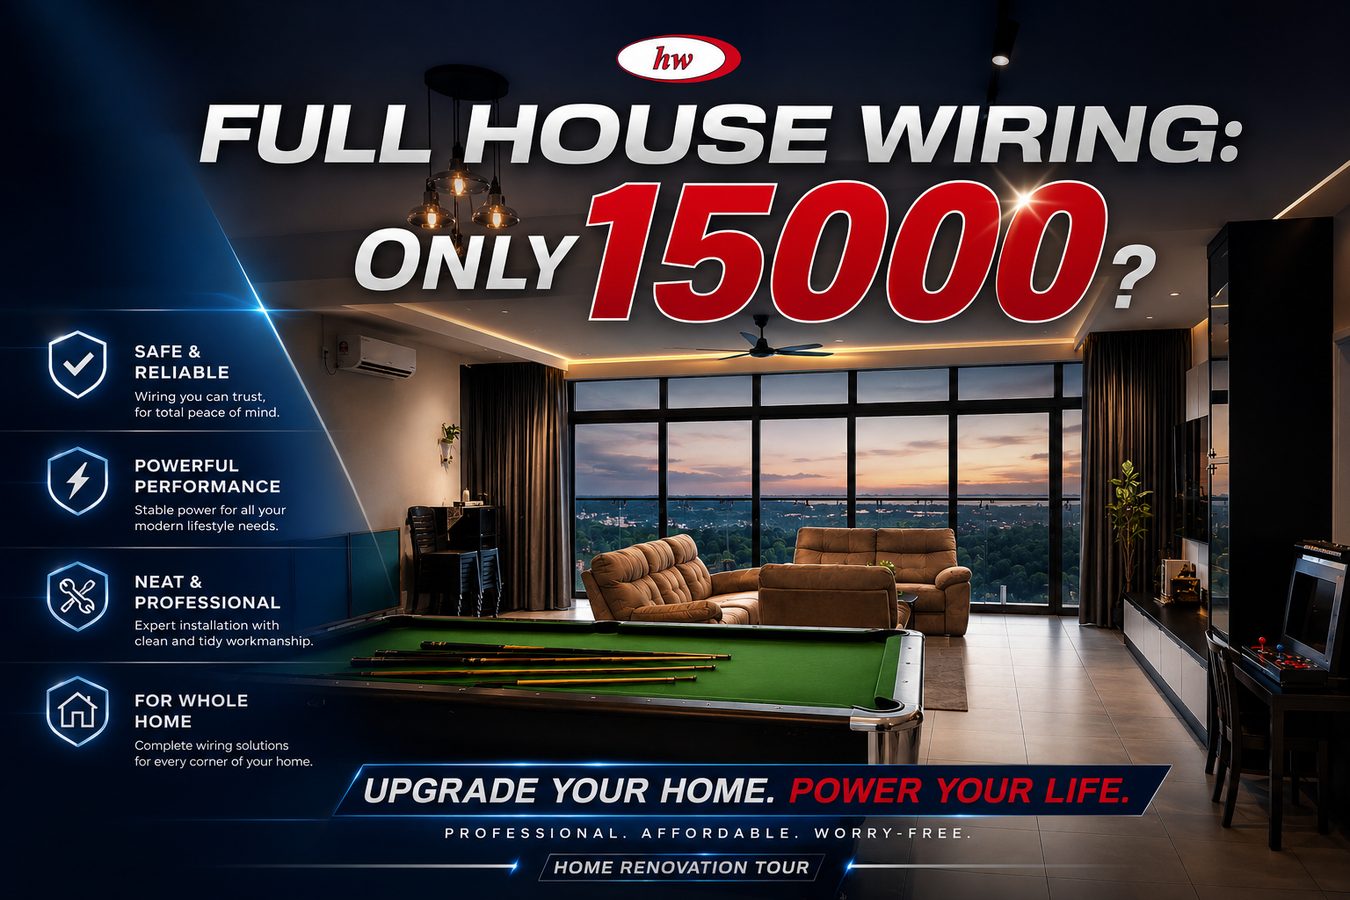 hw
FULL HOUSE WIRING:
ONLY 15000?
SAFE &
RELIABLE
Wiring you can trust,
for total peace of mind.
POWERFUL
PERFORMANCE
Stable power for all your
modern lifestyle needs.
NEAT &
PROFESSIONAL
Expert installation with
clean and tidy workmanship.
FOR WHOLE
HOME
Complete wiring solutions
for every corner of your home.
UPGRADE YOUR HOME. POWER YOUR LIFE.
PROFESSIONAL. AFFORDABLE. WORRY-FREE.
HOME RENOVATION TOUR